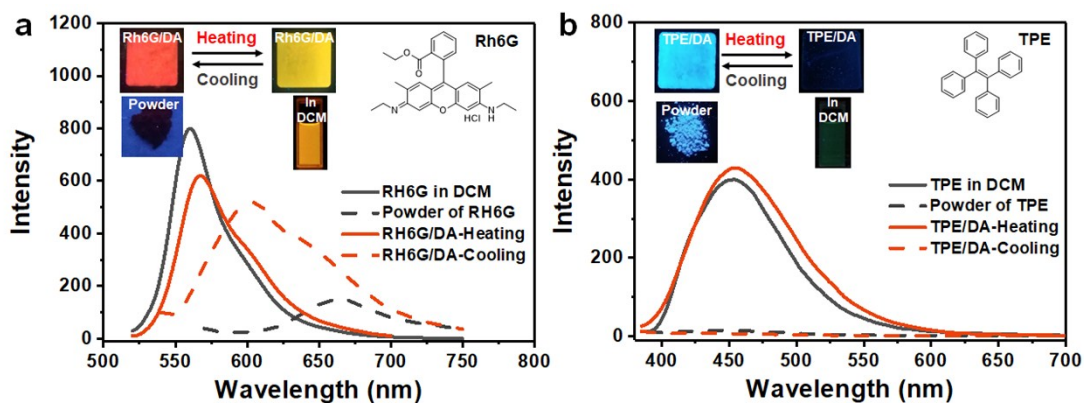 a
1200
1000
800
600
400
200
0
Intensity
500 550 600 650 700 750 800
Wavelength (nm)
Rh6G/DA
Heating
Cooling
Rh6G/DA
Powder
In
DCM
Rh6G
O
O
N
O
N
H
HCl
RH6G in DCM
Powder of RH6G
RH6G/DA-Heating
RH6G/DA-Cooling
b
800
600
400
200
0
Intensity
400 450 500 550 600 650 700
Wavelength (nm)
TPE/DA
Heating
Cooling
TPE/DA
Powder
In
DCM
TPE
TPE in DCM
Powder of TPE
TPE/DA-Heating
TPE/DA-Cooling